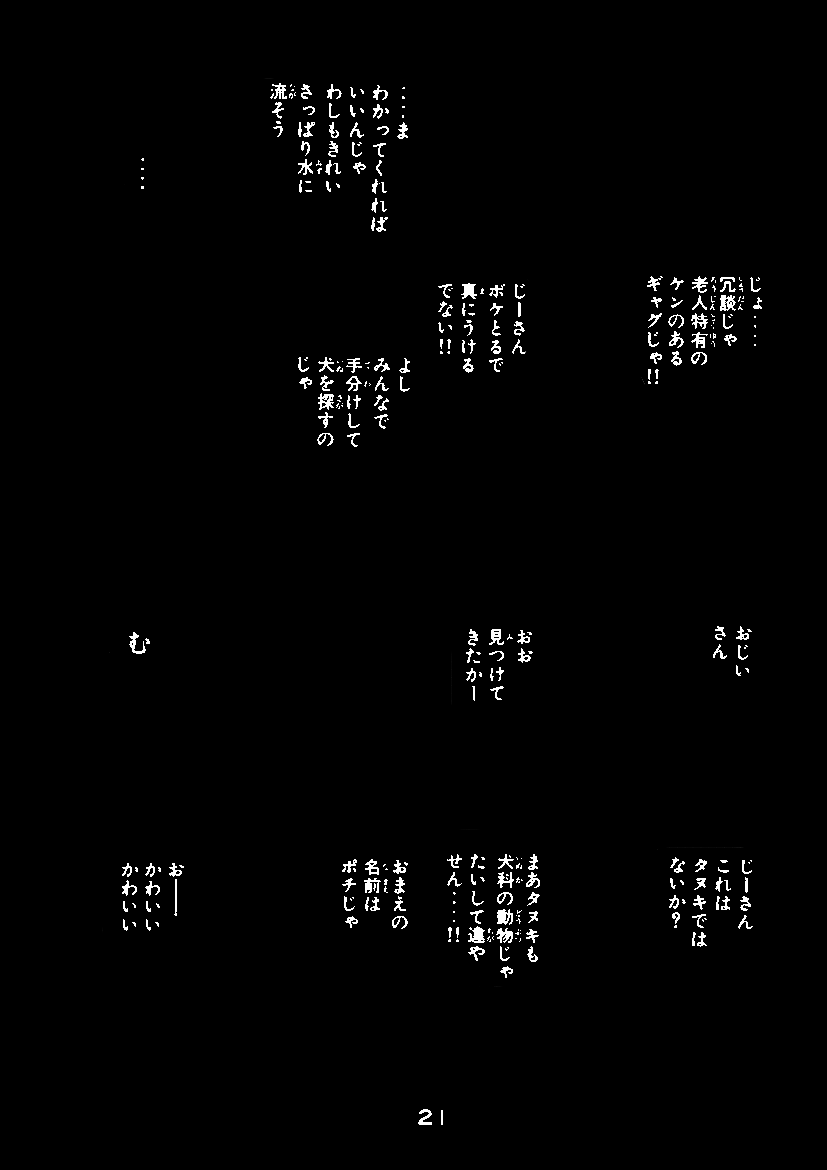 じょ‥‥
冗談じゃ
老人特有の
ケンのある
ギャグじゃ!!
じーさん
ボケとるで
真にうける
でない!!
‥‥ま
わかってくれれば
いいんじゃ
わしもきれい
さっぱり水に
流そう
‥‥
よし
みんなで
手分けして
犬を探すの
じゃ
おじい
さん
おお
見つけて
きたかー
む
じーさん
これは
タヌキでは
ないか?
まあタヌキも
犬科の動物じゃ
たいして違や
せん‥‥!!
おまえの
名前は
ポチじゃ
お――
かわいい
かわいい
21